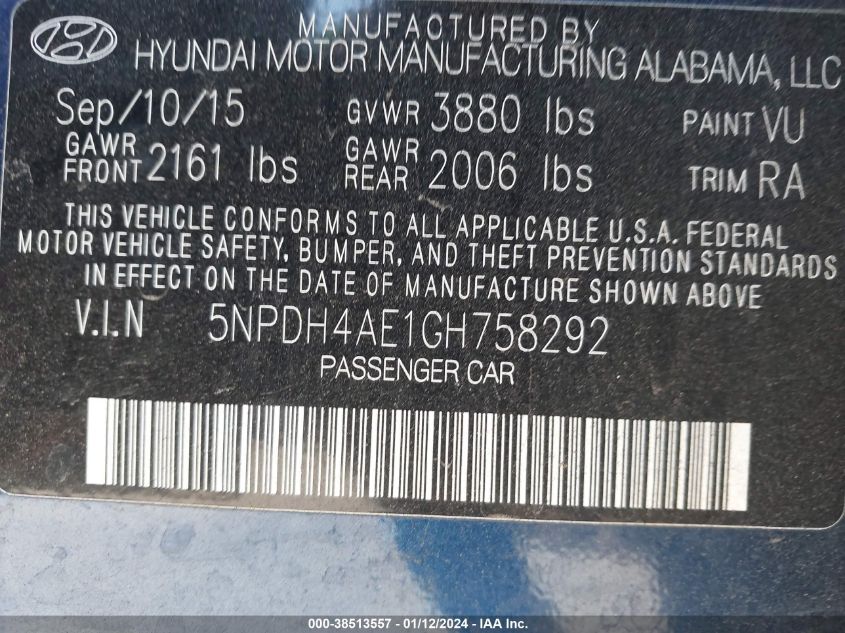 MANUFACTURED BY
HYUNDAI MOTOR MANUFACTURING ALABAMA, LLC
Sep/10/15 GVWR 3880 lbs PAINT VU
GAWR FRONT 2161 lbs GAWR REAR 2006 lbs TRIM RA
THIS VEHICLE CONFORMS TO ALL APPLICABLE U.S.A. FEDERAL
MOTOR VEHICLE SAFETY, BUMPER, AND THEFT PREVENTION STANDARDS
IN EFFECT ON THE DATE OF MANUFACTURE SHOWN ABOVE
V.I.N 5NPDH4AE1GH758292
PASSENGER CAR
000-38513557 - 01/12/2024 - IAA Inc.